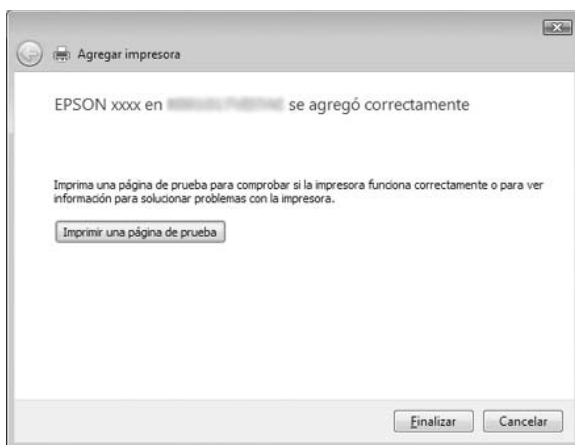 Agregar impresora
EPSON xxxx en se agregó correctamente
Imprima una página de prueba para comprobar si la impresora funciona correctamente o para ver
información para solucionar problemas con la impresora.
Imprimir una página de prueba
Finalizar Cancelar